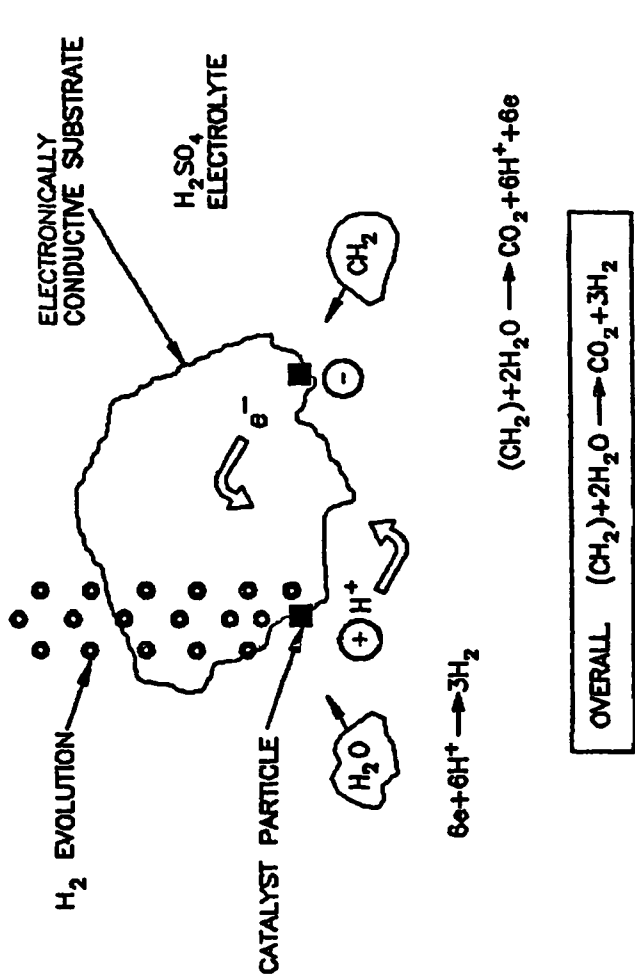 H2 EVOLUTION
ELECTRONICALLY
CONDUCTIVE SUBSTRATE
H2SO4
ELECTROLYTE
CATALYST PARTICLE
e−
H2O
+
H+
−
CH2
6e+6H+→3H2
(CH2)+2H2O→CO2+6H++6e
OVERALL (CH2)+2H2O→CO2+3H2